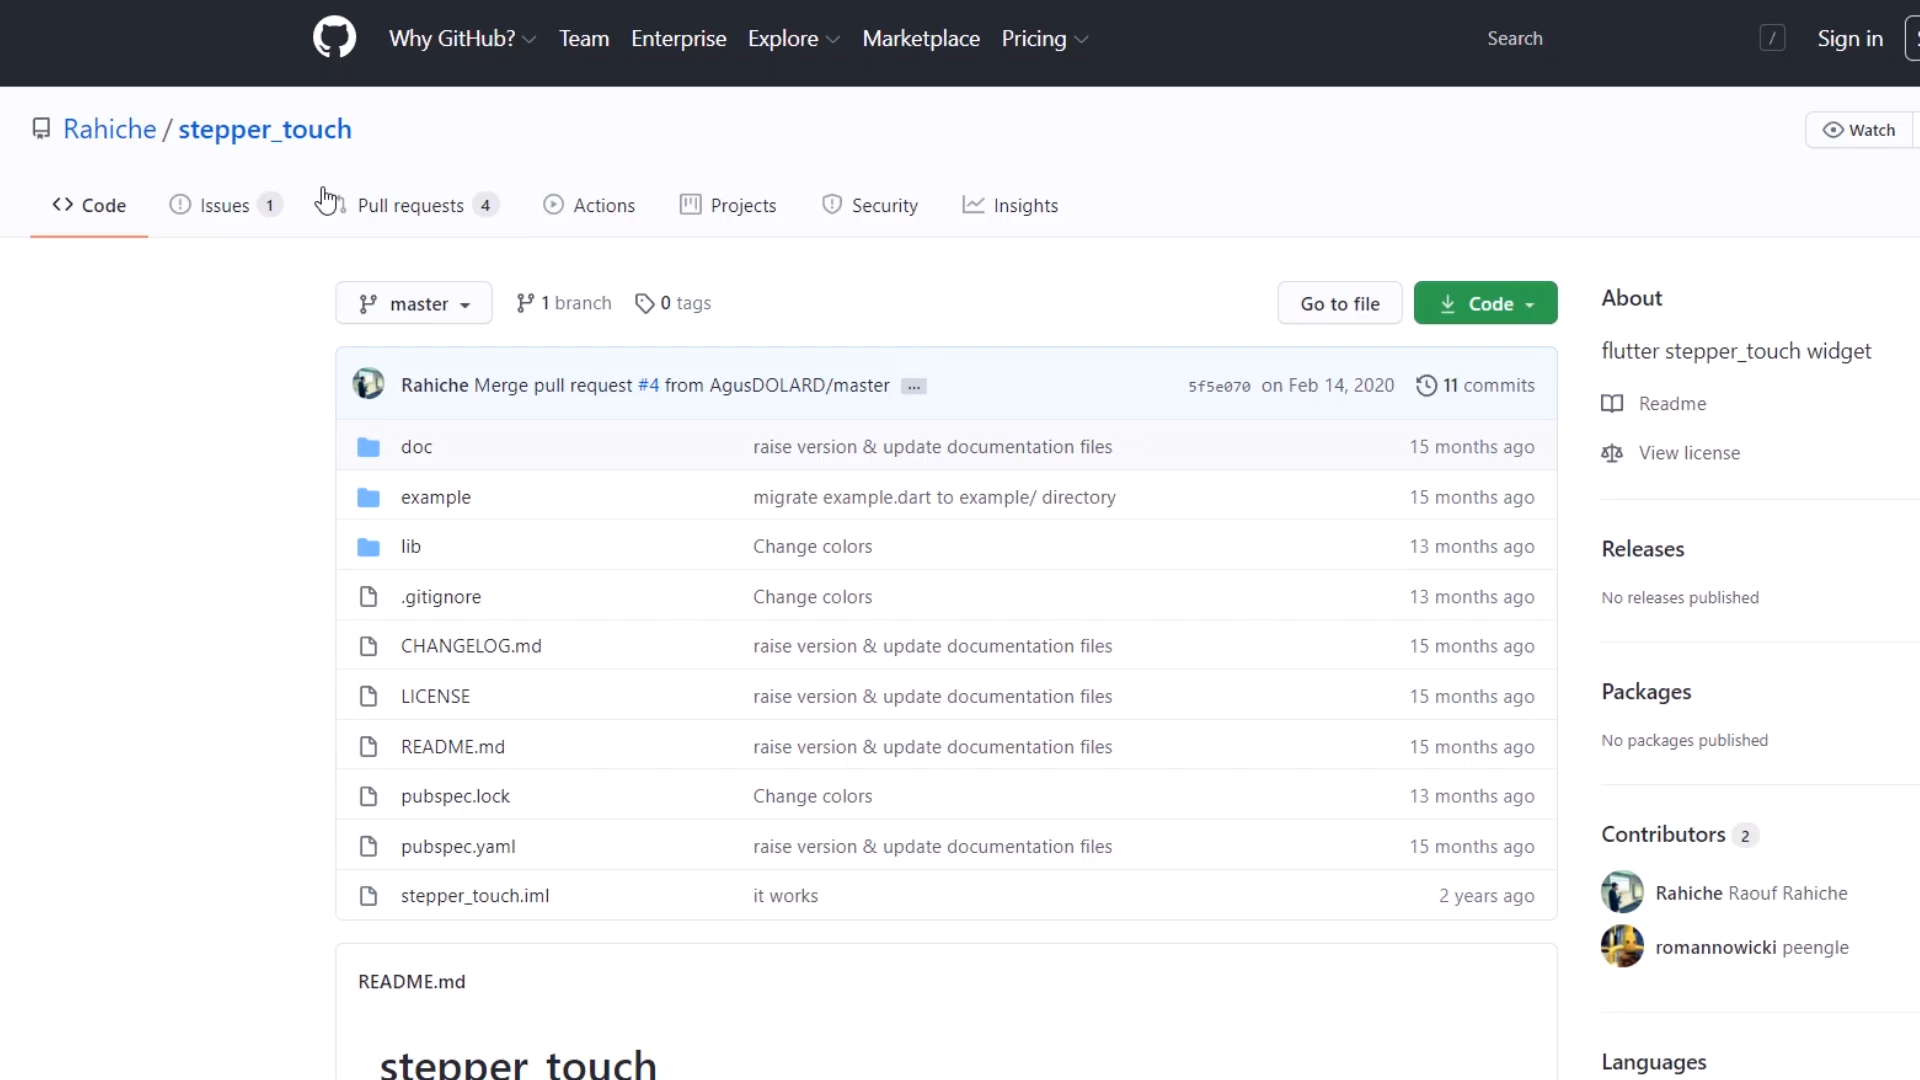 Why GitHub? Team Enterprise Explore Marketplace Pricing Search / Sign in
Rahiche / stepper_touch
Watch
Code Issues 1 Pull requests 4 Actions Projects Security Insights
master 1 branch 0 tags Go to file Code
Rahiche Merge pull request #4 from AgusDOLARD/master ... 5f5e070 on Feb 14, 2020 11 commits
doc raise version & update documentation files 15 months ago
example migrate example.dart to example/ directory 15 months ago
lib Change colors 13 months ago
.gitignore Change colors 13 months ago
CHANGELOG.md raise version & update documentation files 15 months ago
LICENSE raise version & update documentation files 15 months ago
README.md raise version & update documentation files 15 months ago
pubspec.lock Change colors 13 months ago
pubspec.yaml raise version & update documentation files 15 months ago
stepper_touch.iml it works 2 years ago
README.md
stepper_touch
About
flutter stepper_touch widget
Readme
View license
Releases
No releases published
Packages
No packages published
Contributors 2
Rahiche Raouf Rahiche
romannowicki peengle
Languages